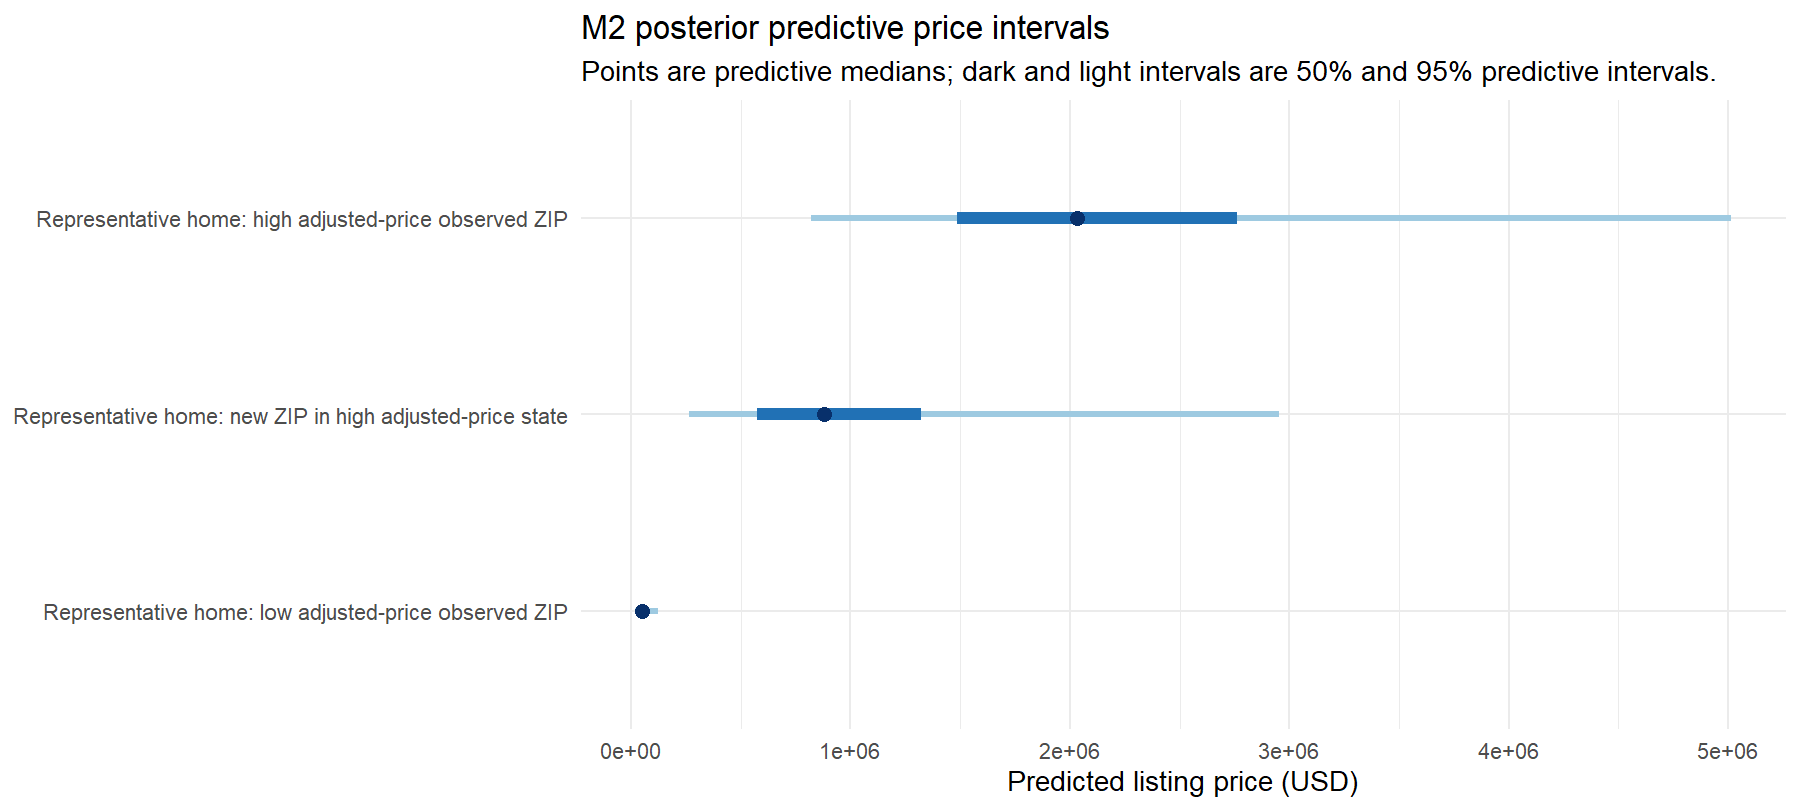 M2 posterior predictive price intervals
Points are predictive medians; dark and light intervals are 50% and 95% predictive intervals.
Representative home: high adjusted-price observed ZIP
Representative home: new ZIP in high adjusted-price state
Representative home: low adjusted-price observed ZIP
0e+00 1e+06 2e+06 3e+06 4e+06 5e+06
Predicted listing price (USD)